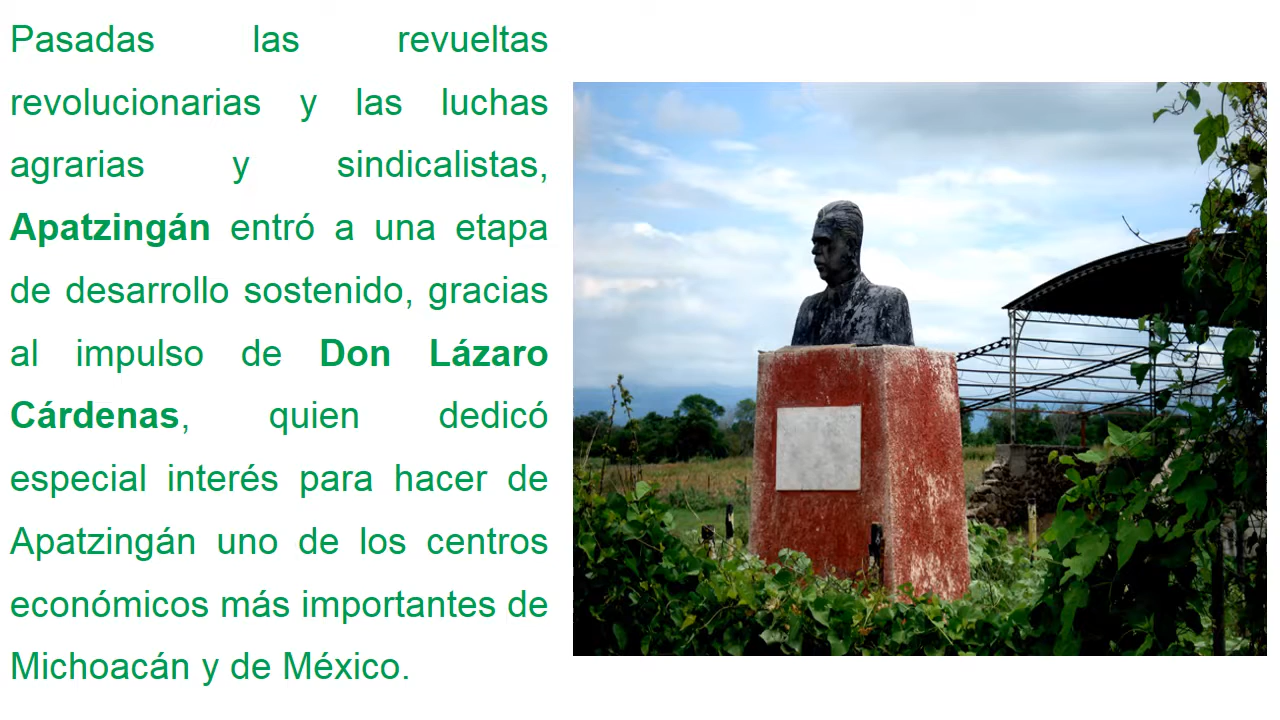 Pasadas las revueltas
revolucionarias y las luchas
agrarias y sindicalistas,
Apatzingán entró a una etapa
de desarrollo sostenido, gracias
al impulso de Don Lázaro
Cárdenas, quien dedicó
especial interés para hacer de
Apatzingán uno de los centros
económicos más importantes de
Michoacán y de México.